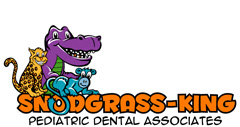 SNODGRASS-KING
PEDIATRIC DENTAL ASSOCIATES